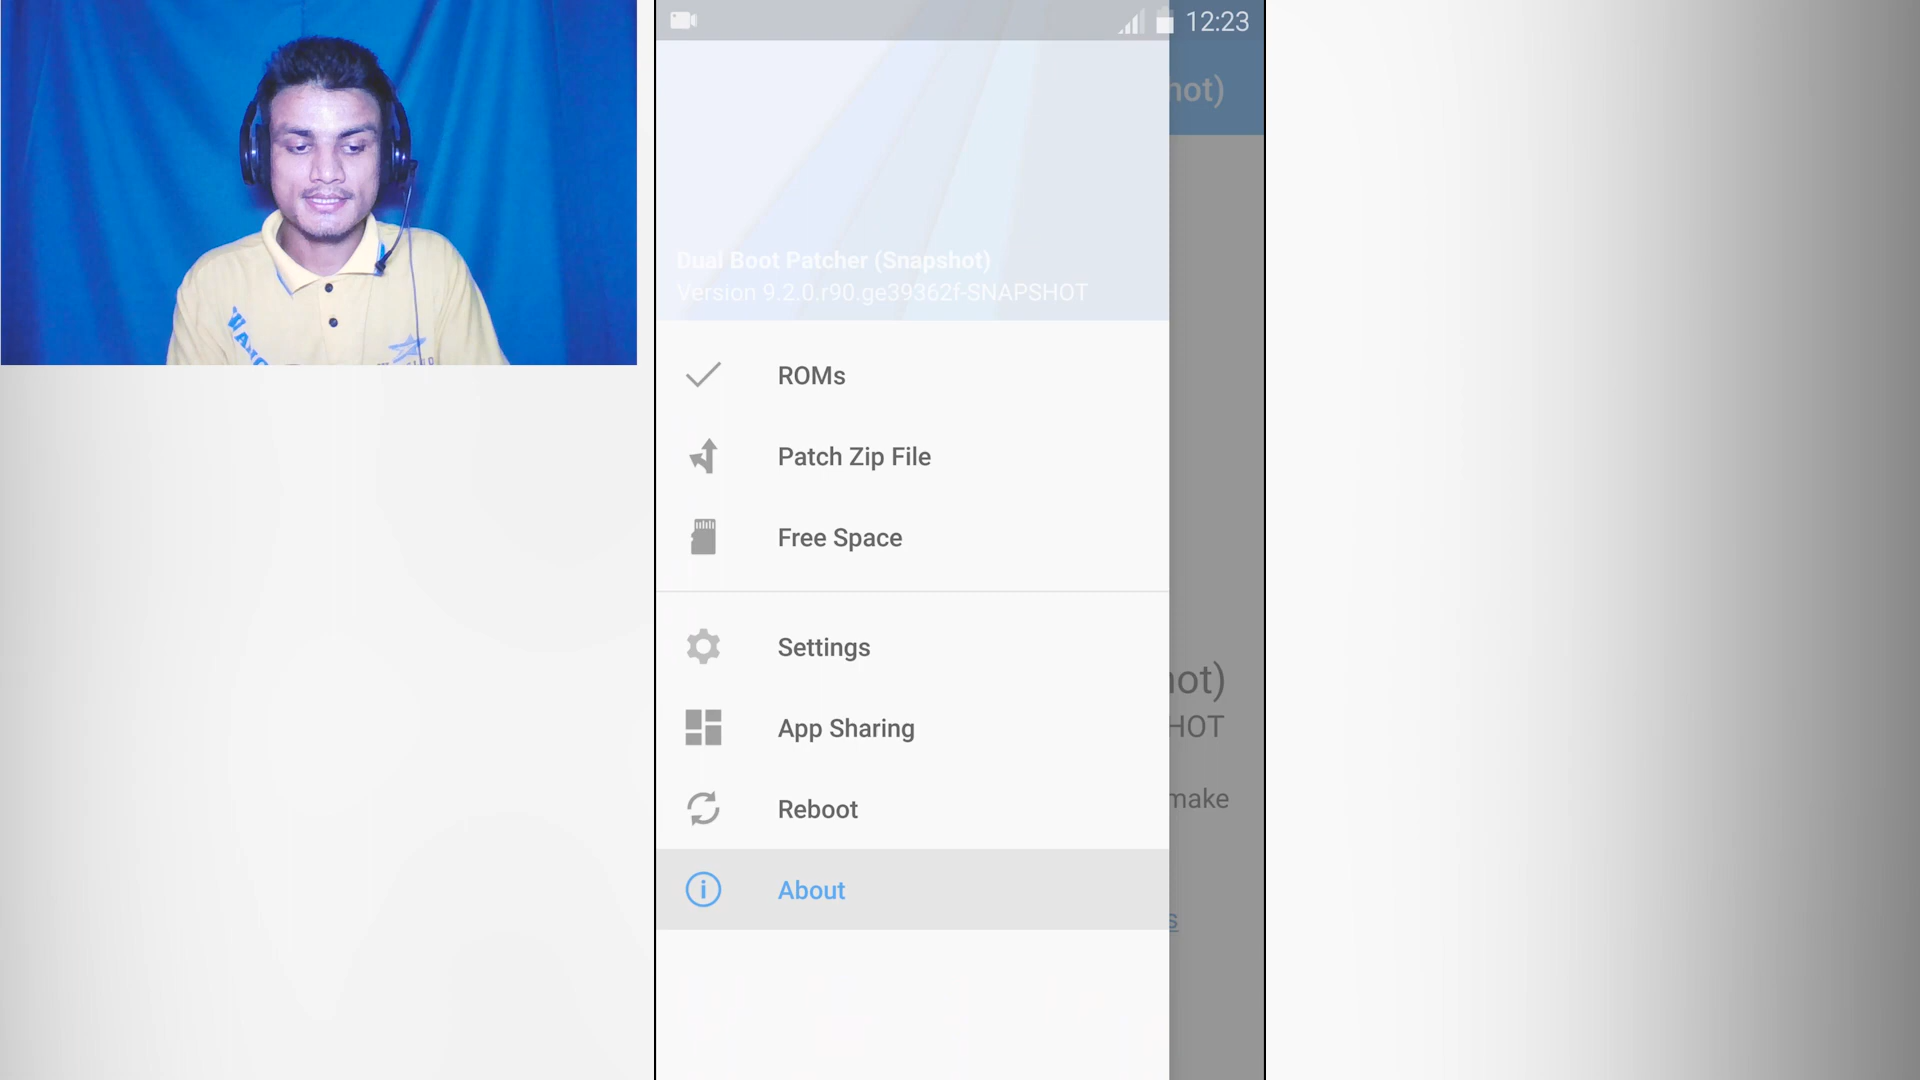 12:23
hot)
Dual Boot Patcher (Snapshot)
Version 9.2.0.r90.ge39362f-SNAPSHOT
ROMs
Patch Zip File
Free Space
Settings
hot)
HOT
App Sharing
make
Reboot
About
s